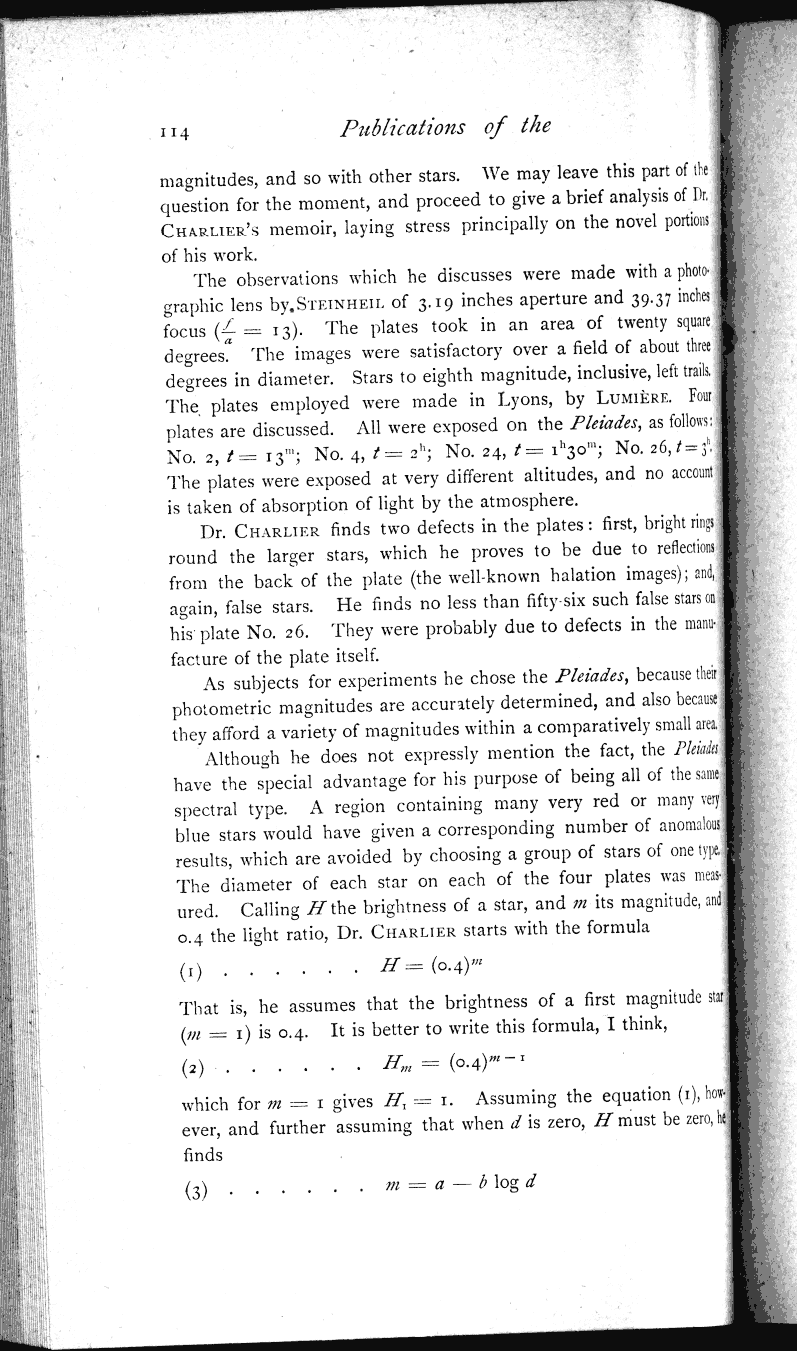 114 Publications of the
magnitudes, and so with other stars. We may leave this part of the
question for the moment, and proceed to give a brief analysis of Dr.
CHARLIER'S memoir, laying stress principally on the novel portions
of his work.
The observations which he discusses were made with a photo-
graphic lens by STEINHEIL of 3.19 inches aperture and 39.37 inches
focus (f/a = 13). The plates took in an area of twenty square
degrees. The images were satisfactory over a field of about three
degrees in diameter. Stars to eighth magnitude, inclusive, left trails.
The plates employed were made in Lyons, by LUMIÈRE. Four
plates are discussed. All were exposed on the Pleiades, as follows:
No. 2, t = 13ᵐ; No. 4, t = 2ʰ; No. 24, t = 1ʰ30ᵐ; No. 26, t = 3ʰ.
The plates were exposed at very different altitudes, and no account
is taken of absorption of light by the atmosphere.
Dr. CHARLIER finds two defects in the plates: first, bright rings
round the larger stars, which he proves to be due to reflections
from the back of the plate (the well-known halation images); and,
again, false stars. He finds no less than fifty-six such false stars on
his plate No. 26. They were probably due to defects in the manu-
facture of the plate itself.
As subjects for experiments he chose the Pleiades, because their
photometric magnitudes are accurately determined, and also because
they afford a variety of magnitudes within a comparatively small area.
Although he does not expressly mention the fact, the Pleiades
have the special advantage for his purpose of being all of the same
spectral type. A region containing many very red or many very
blue stars would have given a corresponding number of anomalous
results, which are avoided by choosing a group of stars of one type.
The diameter of each star on each of the four plates was meas-
ured. Calling H the brightness of a star, and m its magnitude, and
0.4 the light ratio, Dr. CHARLIER starts with the formula
(1) . . . . . . H = (0.4)ᵐ
That is, he assumes that the brightness of a first magnitude star
(m = 1) is 0.4. It is better to write this formula, I think,
(2) . . . . . . Hₘ = (0.4)ᵐ⁻¹
which for m = 1 gives H₁ = 1. Assuming the equation (1), how-
ever, and further assuming that when d is zero, H must be zero, he
finds
(3) . . . . . . m = a — b log d